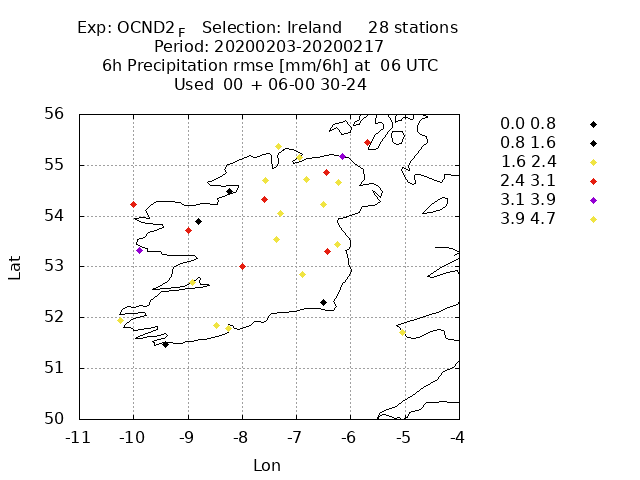 Exp: OCND2F Selection: Ireland 28 stations
Period: 20200203-20200217
6h Precipitation rmse [mm/6h] at 06 UTC
Used 00 + 06-00 30-24
0.0 0.8
0.8 1.6
1.6 2.4
2.4 3.1
3.1 3.9
3.9 4.7
56
55
54
53
52
51
50
Lat
-11 -10 -9 -8 -7 -6 -5 -4
Lon